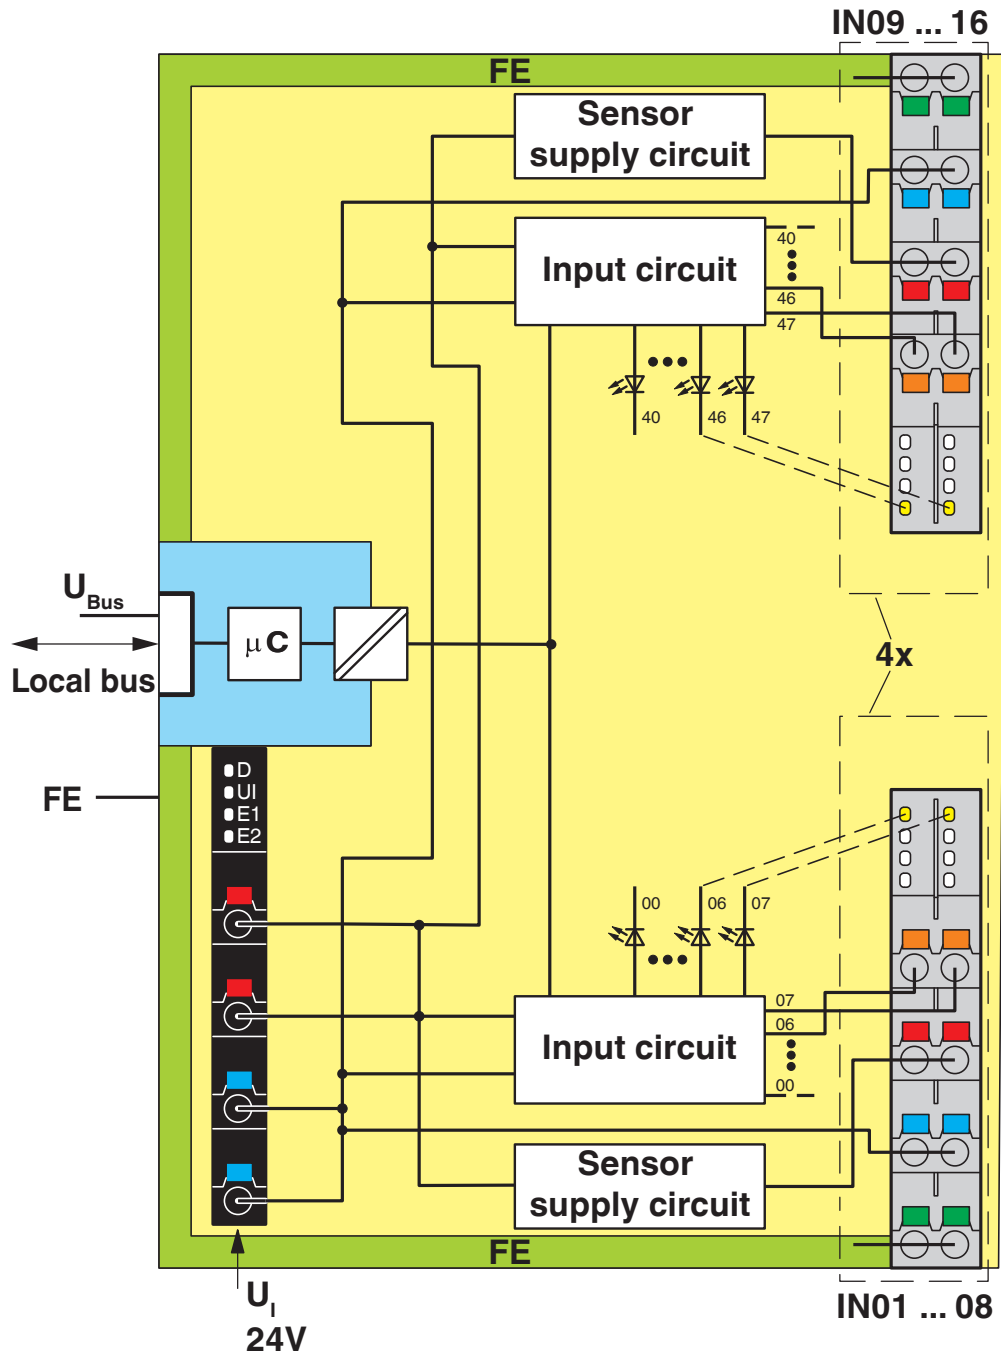 IN09 ... 16
FE
Sensor
supply circuit
Input circuit
40
46
47
40
46
47
U Bus
µC
Local bus
4x
FE
D
UI
E1
E2
00
06
07
Input circuit
07
06
00
Sensor
supply circuit
FE
U I
24V
IN01 ... 08